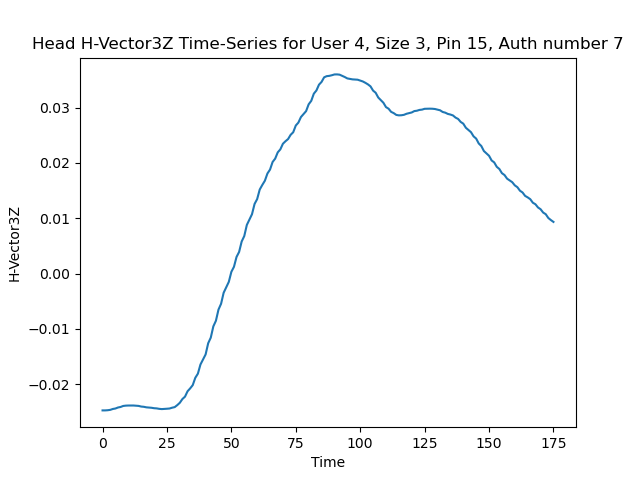 Head H-Vector3Z Time-Series for User 4, Size 3, Pin 15, Auth number 7
H-Vector3Z
0.03
0.02
0.01
0.00
−0.01
−0.02
0 25 50 75 100 125 150 175
Time